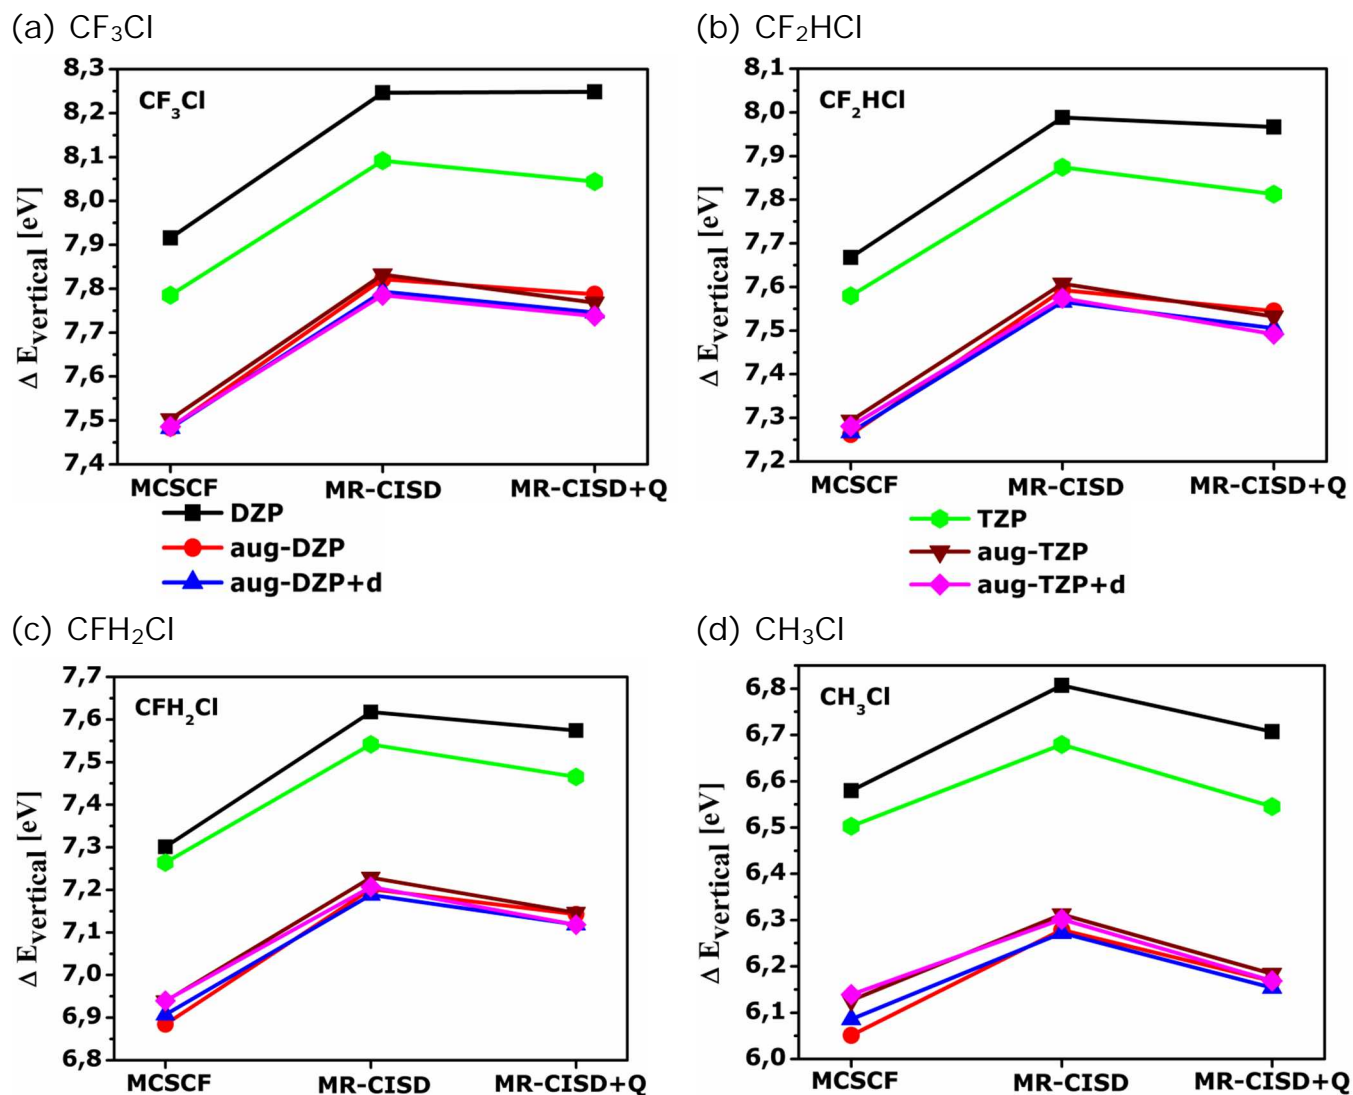 (a) CF₃Cl
8,3
8,2
8,1
8,0
7,9
7,8
7,7
7,6
7,5
7,4
Δ E_vertical [eV]
CF₃Cl
MCSCF MR-CISD MR-CISD+Q
(b) CF₂HCl
8,1
8,0
7,9
7,8
7,7
7,6
7,5
7,4
7,3
7,2
Δ E_vertical [eV]
CF₂HCl
MCSCF MR-CISD MR-CISD+Q
DZP
aug-DZP
aug-DZP+d
TZP
aug-TZP
aug-TZP+d
(c) CFH₂Cl
7,7
7,6
7,5
7,4
7,3
7,2
7,1
7,0
6,9
6,8
Δ E_vertical [eV]
CFH₂Cl
MCSCF MR-CISD MR-CISD+Q
(d) CH₃Cl
6,8
6,7
6,6
6,5
6,4
6,3
6,2
6,1
6,0
Δ E_vertical [eV]
CH₃Cl
MCSCF MR-CISD MR-CISD+Q